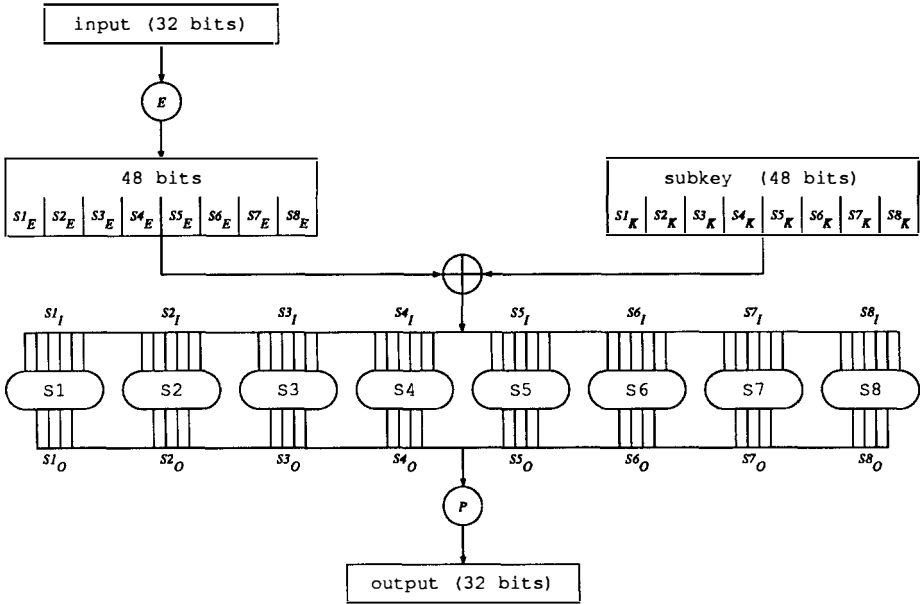 input (32 bits)
E
48 bits
subkey (48 bits)
S1E S2E S3E S4E S5E S6E S7E S8E
S1K S2K S3K S4K S5K S6K S7K S8K
S1I S2I S3I S4I S5I S6I S7I S8I
S1 S2 S3 S4 S5 S6 S7 S8
S1O S2O S3O S4O S5O S6O S7O S8O
P
output (32 bits)